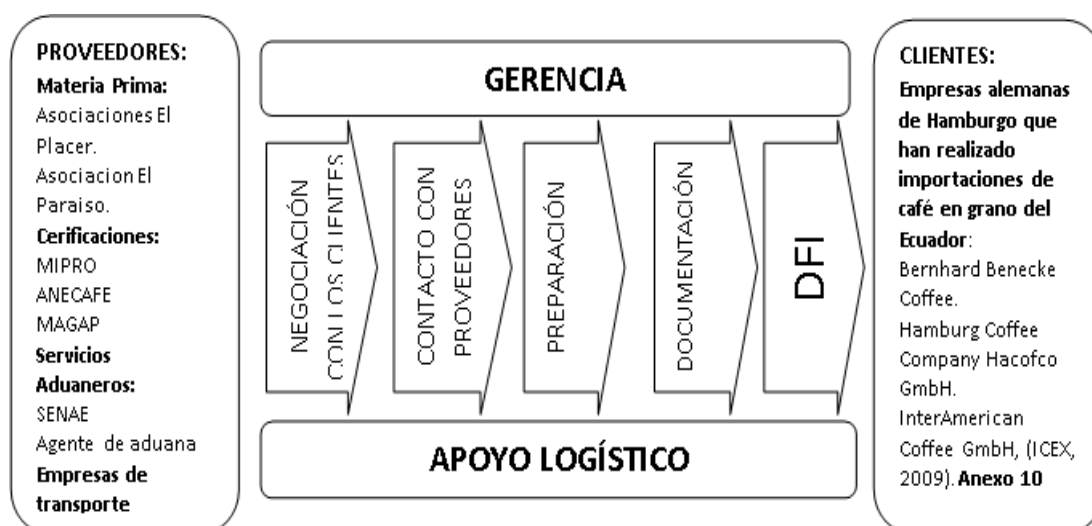 PROVEEDORES:
Materia Prima:
Asociaciones El
Placer.
Asociacion El
Paraiso.
Cerificaciones:
MIPRO
ANECAFE
MAGAP
Servicios
Aduaneros:
SENAE
Agente de aduana
Empresas de
transporte
GERENCIA
NEGOCIACIÓN
CON LOS CLIENTES
CONTACTO CON
PROVEEDORES
PREPARACIÓN
DOCUMENTACIÓN
DFI
APOYO LOGÍSTICO
CLIENTES:
Empresas alemanas
de Hamburgo que
han realizado
importaciones de
café en grano del
Ecuador:
Bernhard Benecke
Coffee.
Hamburg Coffee
Company Hacofco
GmbH.
InterAmerican
Coffee GmbH, (ICEX,
2009). Anexo 10